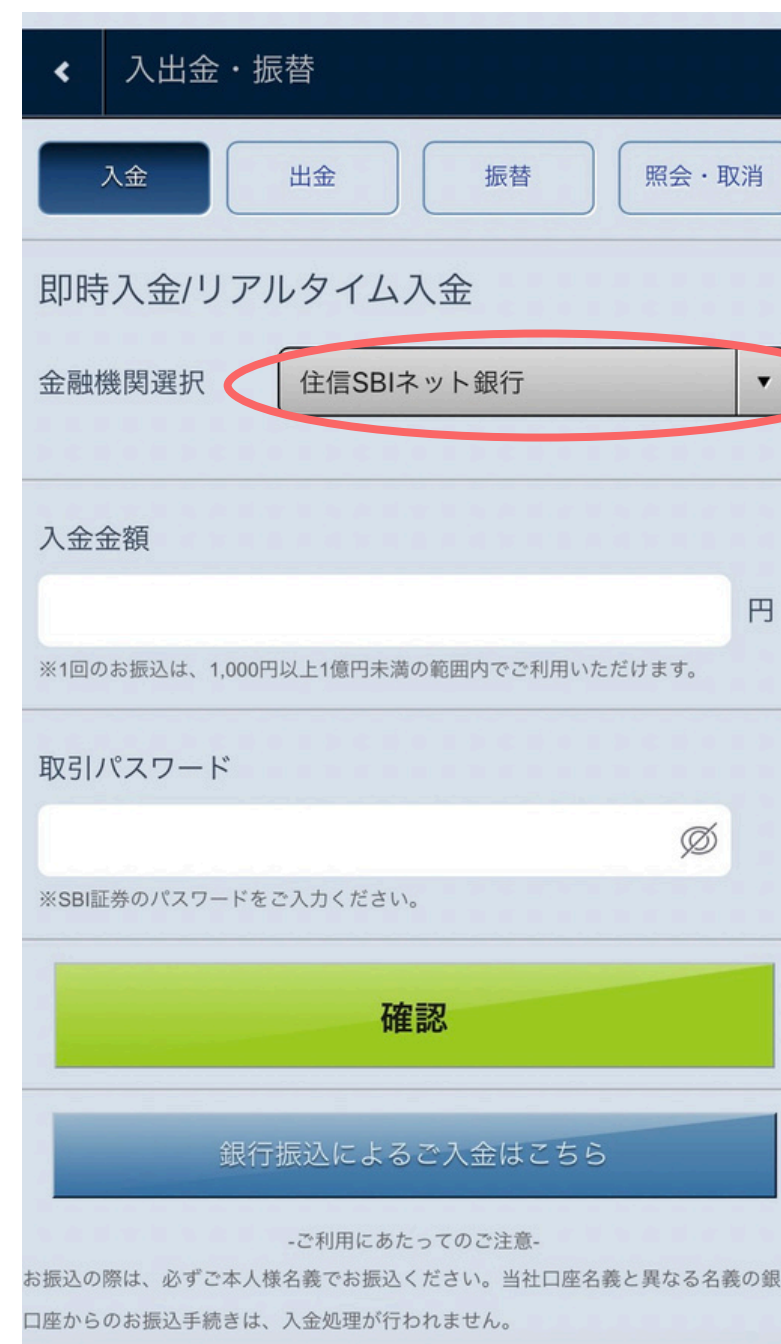 入出金・振替
入金 出金 振替 照会・取消
即時入金/リアルタイム入金
金融機関選択 住信SBIネット銀行
入金金額
円
※1回のお振込は、1,000円以上1億円未満の範囲内でご利用いただけます。
取引パスワード
※SBI証券のパスワードをご入力ください。
確認
銀行振込によるご入金はこちら
-ご利用にあたってのご注意-
お振込の際は、必ずご本人様名義でお振込ください。当社口座名義と異なる名義の銀
口座からのお振込手続きは、入金処理が行われません。